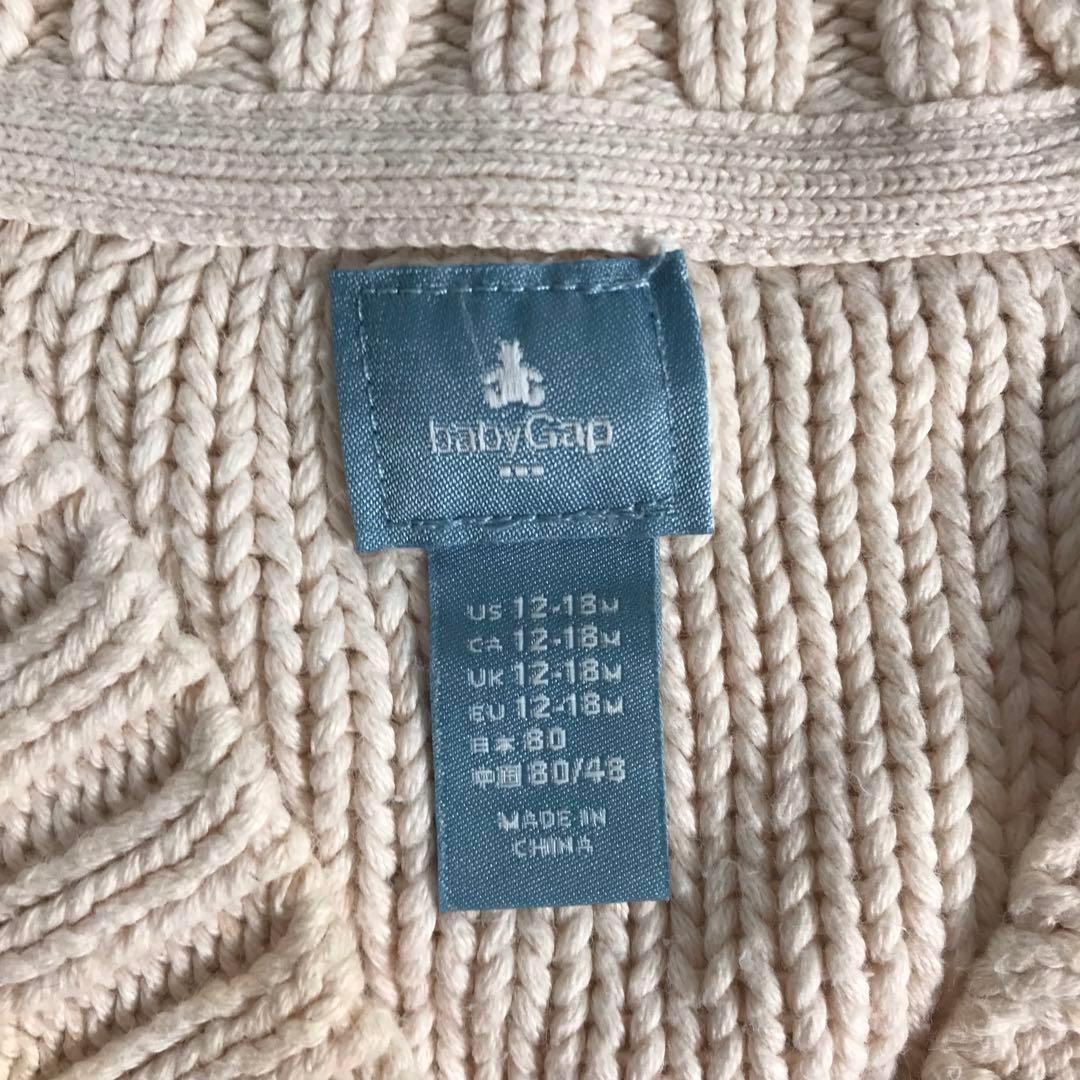 babyGap
US 12-18M
CA 12-18M
UK 12-18M
EU 12-18M
日本 80
中国 80/48
MADE IN
CHINA